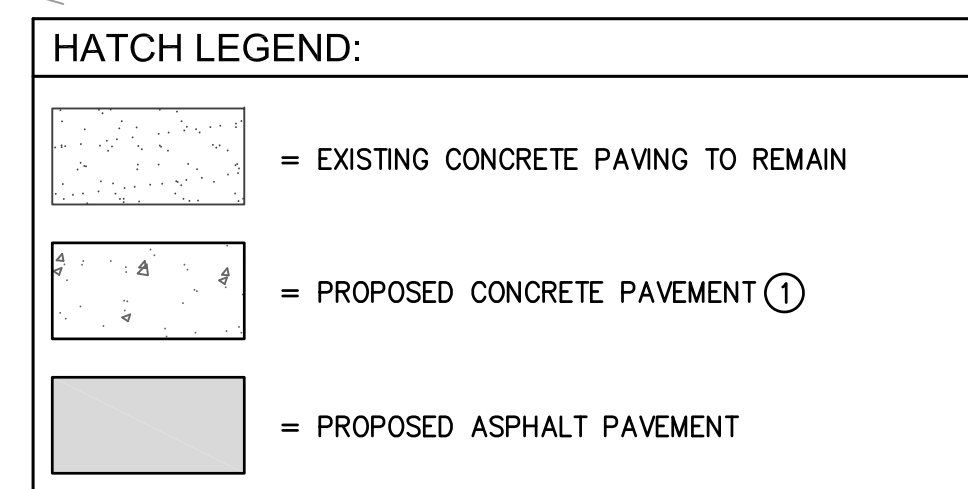 HATCH LEGEND:
= EXISTING CONCRETE PAVING TO REMAIN
= PROPOSED CONCRETE PAVEMENT 1
= PROPOSED ASPHALT PAVEMENT